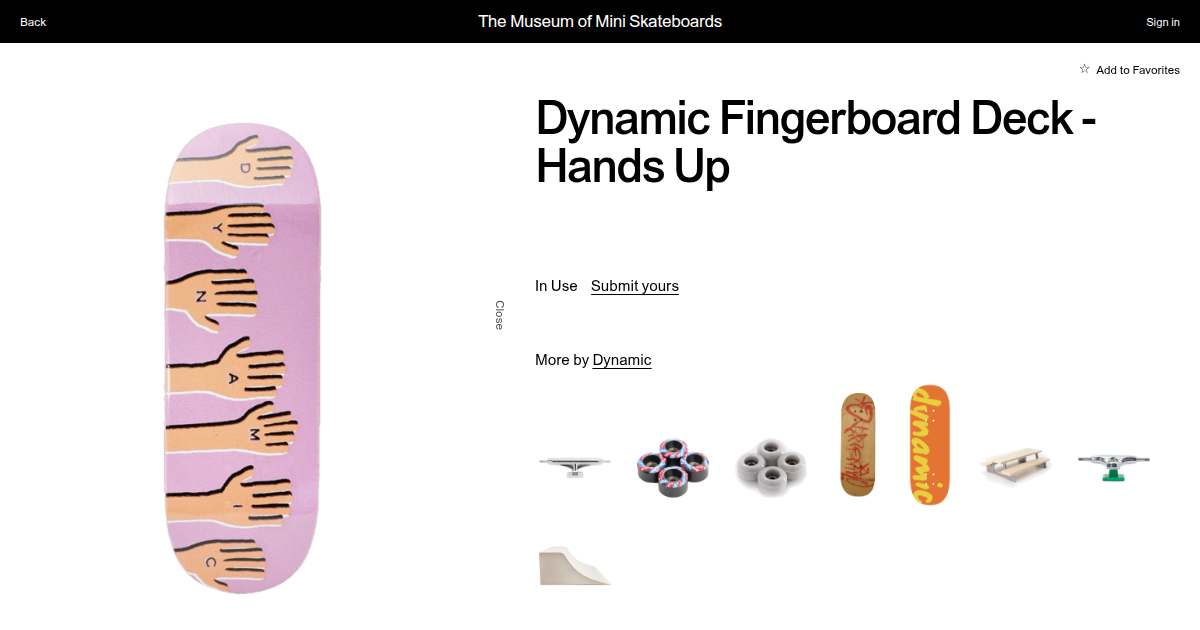 Back
The Museum of Mini Skateboards
Sign in
☆ Add to Favorites
Dynamic Fingerboard Deck -
Hands Up
D
Y
N
A
M
I
C
Close
In Use Submit yours
More by Dynamic
dynamic